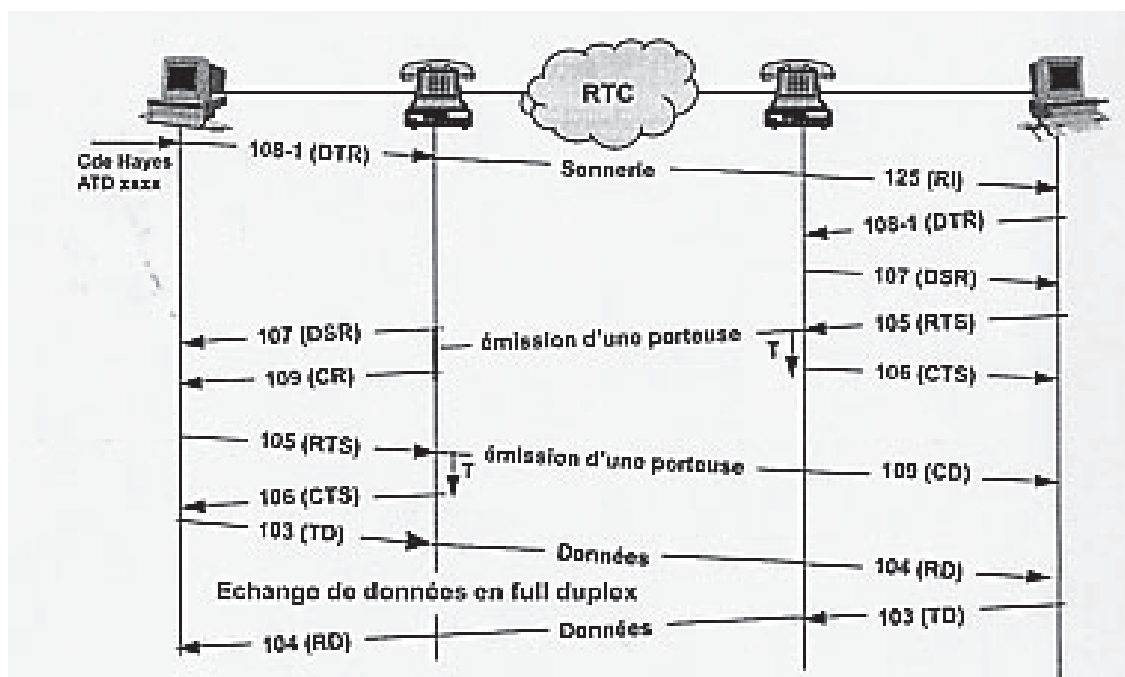 RTC
Cde Hayes
ATD xxxx
108-1 (DTR)
Sonnerie
125 (RI)
108-1 (DTR)
107 (DSR)
105 (RTS)
107 (DSR)
émission d'une porteuse
T
109 (CR)
106 (CTS)
105 (RTS)
émission d'une porteuse
109 (CD)
T
106 (CTS)
103 (TD)
Données
104 (RD)
Echange de données en full duplex
103 (TD)
Données
104 (RD)